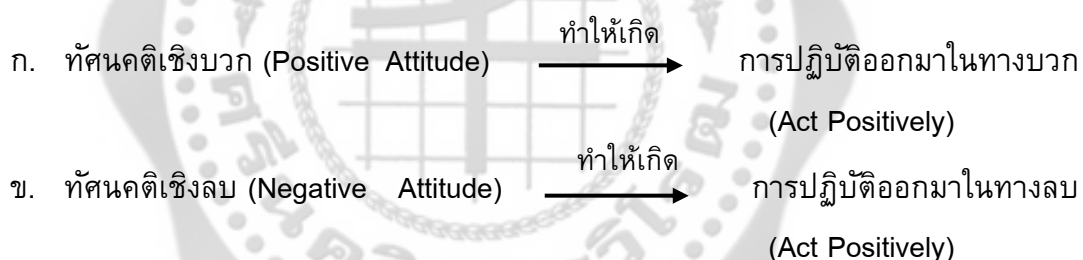 ทำให้เกิด
ก. ทัศนคติเชิงบวก (Positive Attitude) การปฏิบัติออกมาในทางบวก
(Act Positively)
ทำให้เกิด
ข. ทัศนคติเชิงลบ (Negative Attitude) การปฏิบัติออกมาในทางลบ
(Act Positively)